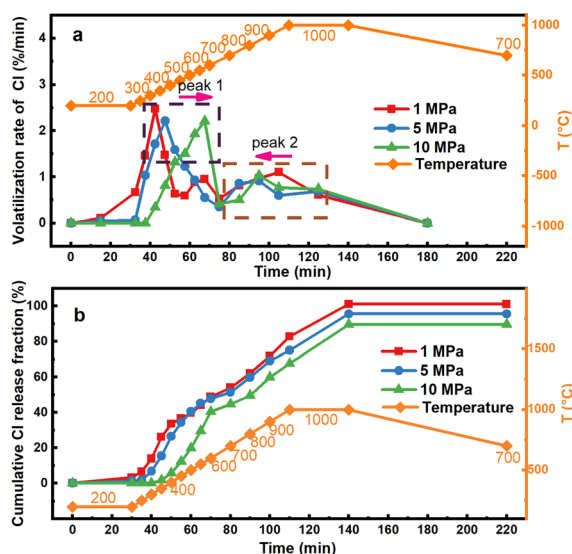 a
Volatilization rate of Cl (%/min)
4
3
2
1
0
200
300
400
500
600
700
800
900
1000
700
peak 1
peak 2
1 MPa
5 MPa
10 MPa
Temperature
1000
500
0
-500
-1000
T (°C)
0 20 40 60 80 100 120 140 160 180 200 220
Time (min)
b
Cumulative Cl release fraction (%)
100
80
60
40
20
0
200
400
600
700
800
900
1000
700
1 MPa
5 MPa
10 MPa
Temperature
1500
1000
500
T (°C)
0 20 40 60 80 100 120 140 160 180 200 220
Time (min)